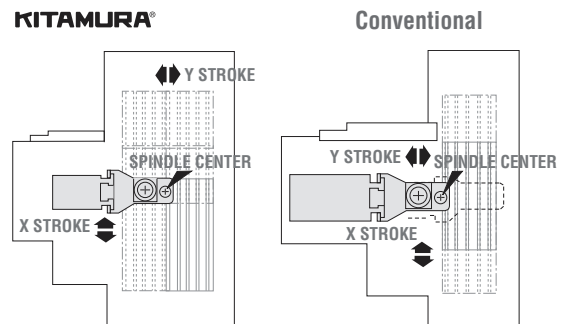 KITAMURA®
Conventional
Y STROKE
SPINDLE CENTER
X STROKE
Y STROKE
SPINDLE CENTER
X STROKE